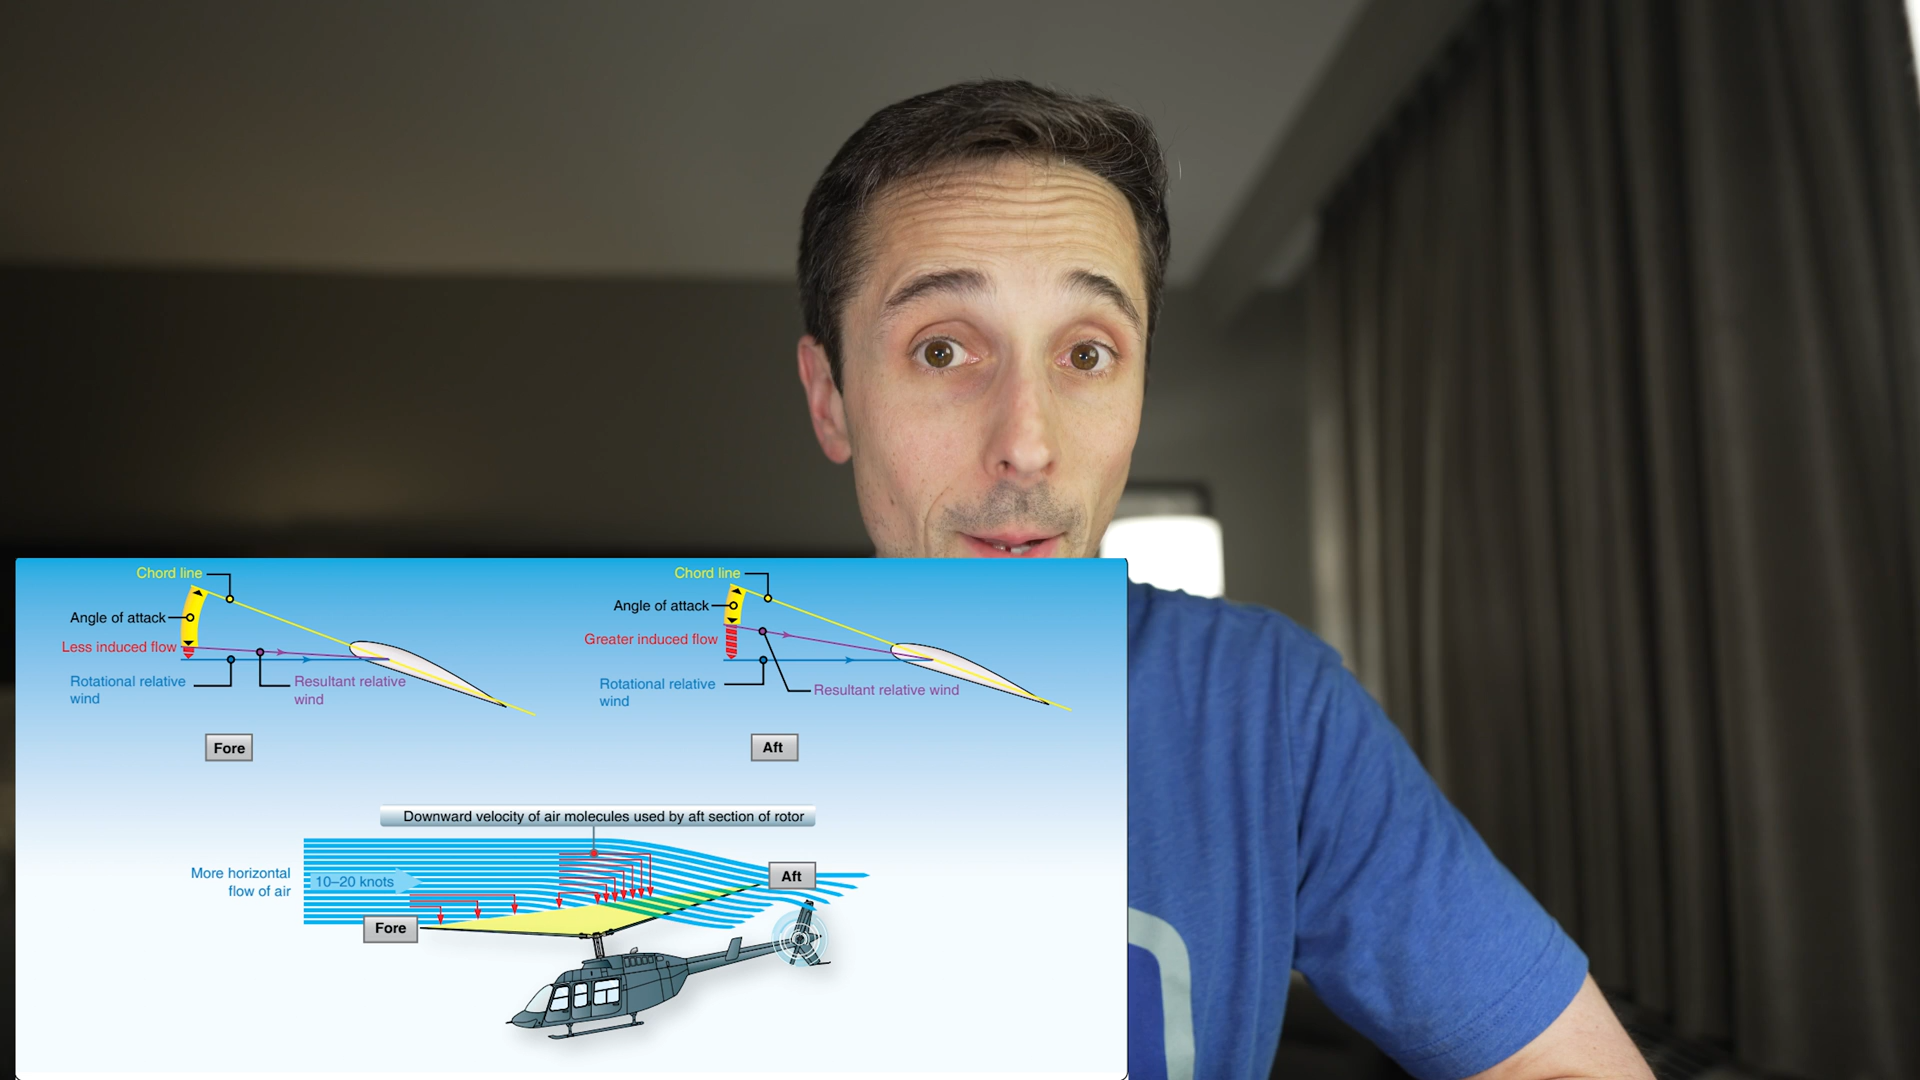 Chord line
Angle of attack
Less induced flow
Rotational relative
wind
Resultant relative
wind
Fore
Chord line
Angle of attack
Greater induced flow
Rotational relative
wind
Resultant relative wind
Aft
Downward velocity of air molecules used by aft section of rotor
More horizontal
flow of air
10–20 knots
Aft
Fore